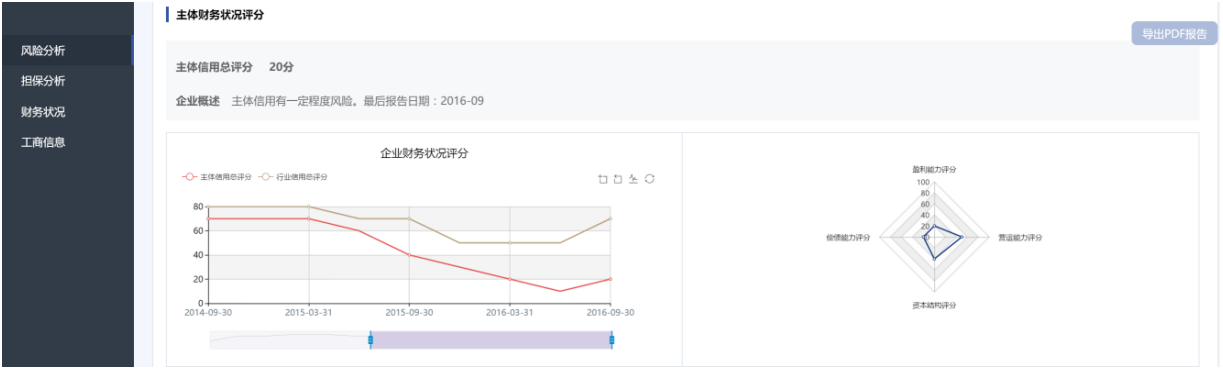 主体财务状况评分
导出PDF报告
风险分析
担保分析
财务状况
工商信息
主体信用总评分 20分
企业概述 主体信用有一定程度风险。最后报告日期：2016-09
企业财务状况评分
主体信用总评分 行业信用总评分
80
60
40
20
0
2014-09-30 2015-03-31 2015-09-30 2016-03-31 2016-09-30
盈利能力评分
100
80
60
40
20
0
偿债能力评分
营运能力评分
资本结构评分